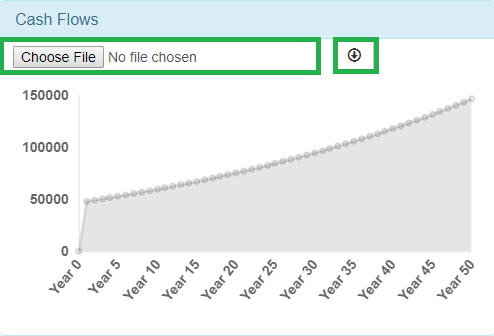 Cash Flows
Choose File No file chosen
150000
100000
50000
0
Year 0 Year 5 Year 10 Year 15 Year 20 Year 25 Year 30 Year 35 Year 40 Year 45 Year 50